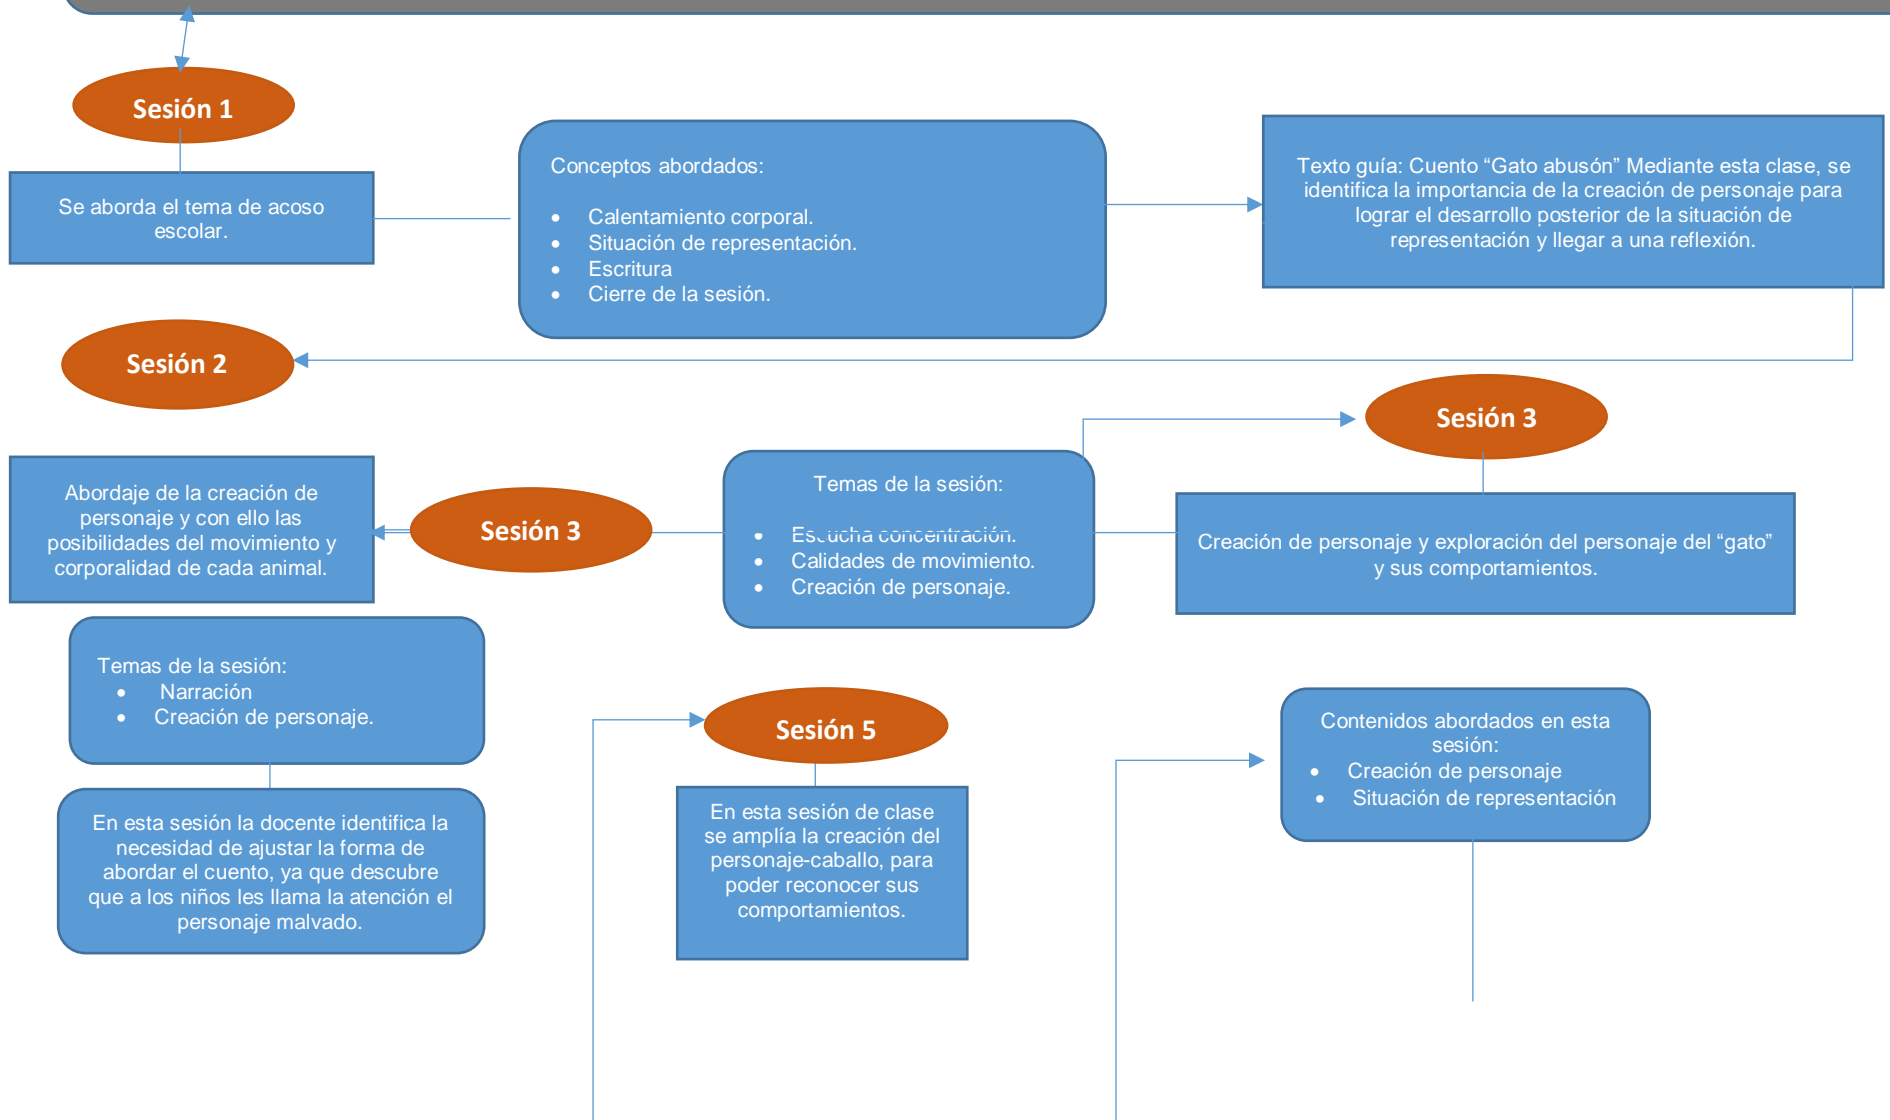 Sesión 1
Se aborda el tema de acoso
escolar.
Conceptos abordados:
• Calentamiento corporal.
• Situación de representación.
• Escritura
• Cierre de la sesión.
Texto guía: Cuento “Gato abusón” Mediante esta clase, se
identifica la importancia de la creación de personaje para
lograr el desarrollo posterior de la situación de
representación y llegar a una reflexión.
Sesión 2
Sesión 3
Abordaje de la creación de
personaje y con ello las
posibilidades del movimiento y
corporalidad de cada animal.
Sesión 3
Temas de la sesión:
• Escucha concentración.
• Calidades de movimiento.
• Creación de personaje.
Creación de personaje y exploración del personaje del “gato”
y sus comportamientos.
Temas de la sesión:
• Narración
• Creación de personaje.
En esta sesión la docente identifica la
necesidad de ajustar la forma de
abordar el cuento, ya que descubre
que a los niños les llama la atención el
personaje malvado.
Sesión 5
En esta sesión de clase
se amplía la creación del
personaje-caballo, para
poder reconocer sus
comportamientos.
Contenidos abordados en esta
sesión:
• Creación de personaje
• Situación de representación